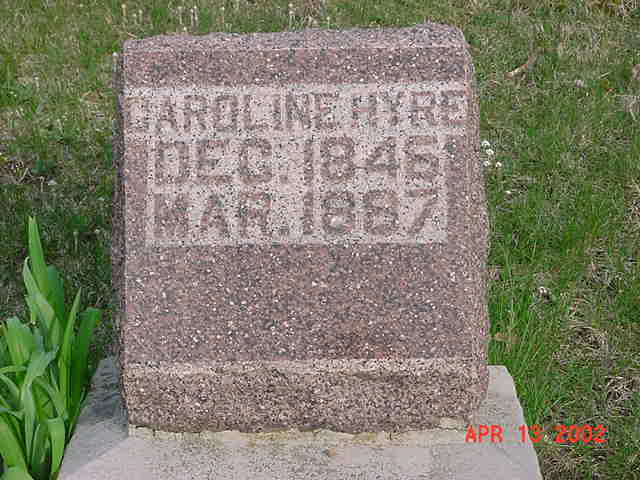 CAROLINE HYRE
DEC. 1845
MAR. 1887
APR 13 2002